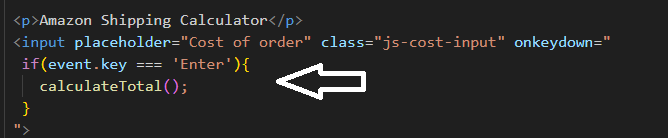 <p>Amazon Shipping Calculator</p>
<input placeholder="Cost of order" class="js-cost-input" onkeydown="
if(event.key === 'Enter'){
calculateTotal();
}
">